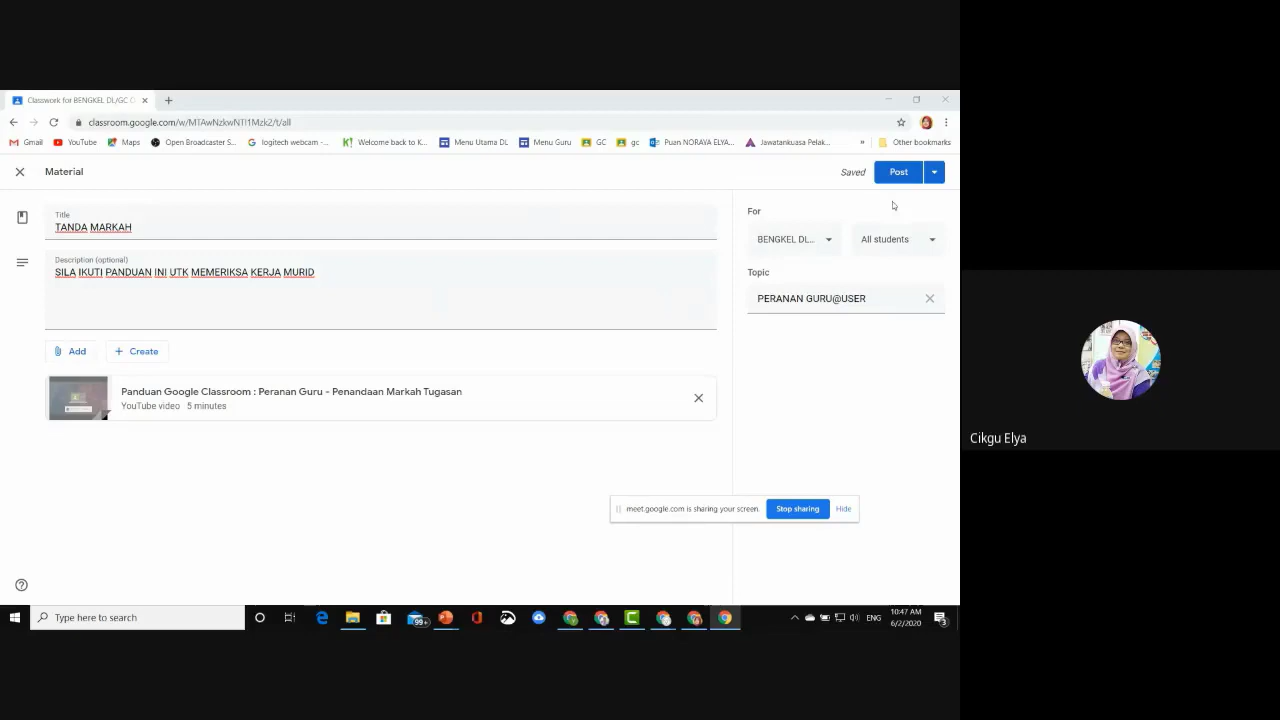 Classwork for BENGKEL DL/GC
classroom.google.com/w/MTAwNzkwNTI1Mzk2/t/all
Gmail YouTube Maps Open Broadcaster S... logitech webcam -... Welcome back to K... Menu Utama DL Menu Guru GC gc Puan NORAYA ELYA... Jawatankuasa Pelak... » Other bookmarks
Material Saved Post
Title
TANDA MARKAH
Description (optional)
SILA IKUTI PANDUAN INI UTK MEMERIKSA KERJA MURID
Add + Create
Panduan Google Classroom : Peranan Guru - Penandaan Markah Tugasan
YouTube video 5 minutes
For
BENGKEL DL... All students
Topic
PERANAN GURU@USER
meet.google.com is sharing your screen. Stop sharing Hide
Cikgu Elya
Type here to search 99+ ENG 10:47 AM
6/2/2020 3